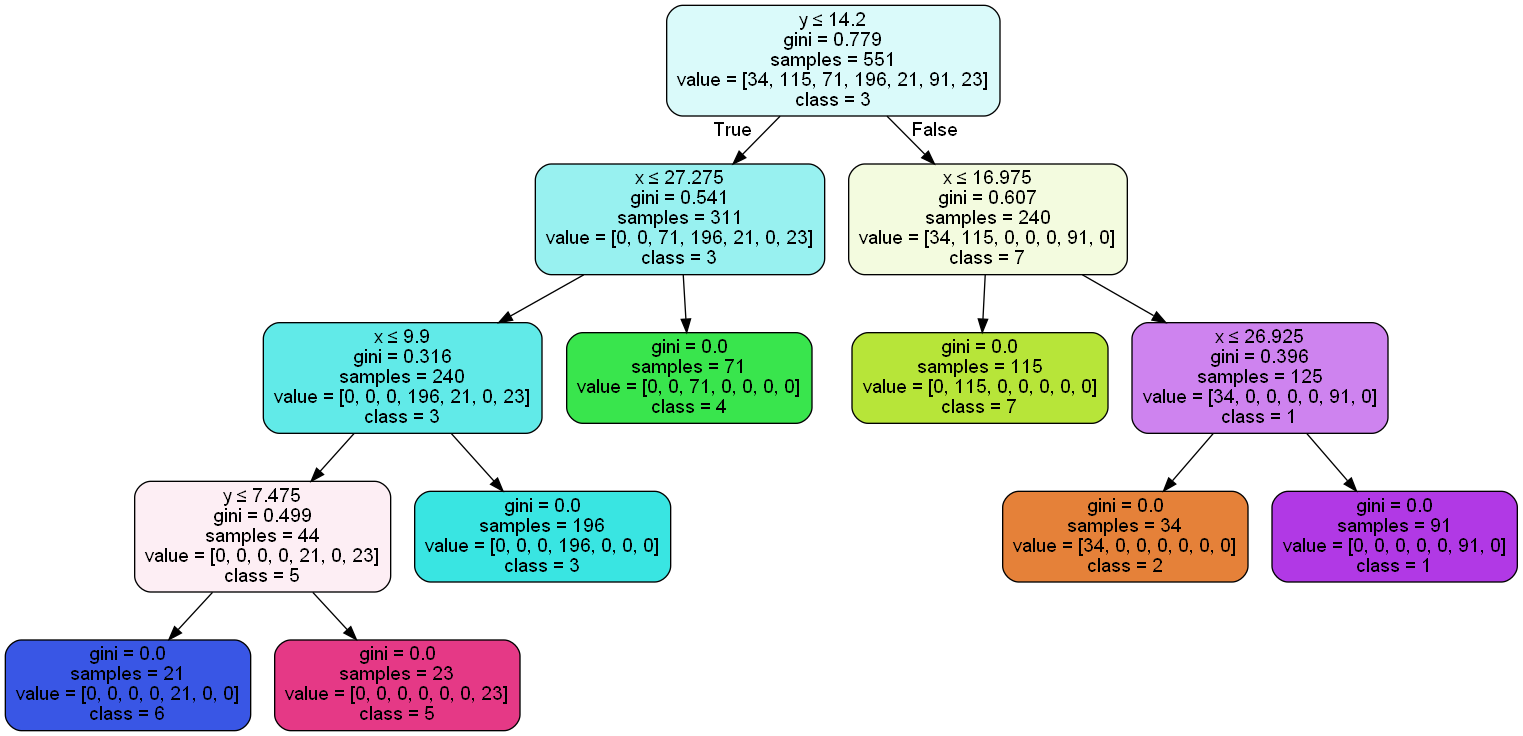 y ≤ 14.2
gini = 0.779
samples = 551
value = [34, 115, 71, 196, 21, 91, 23]
class = 3
True
False
x ≤ 27.275
gini = 0.541
samples = 311
value = [0, 0, 71, 196, 21, 0, 23]
class = 3
x ≤ 16.975
gini = 0.607
samples = 240
value = [34, 115, 0, 0, 0, 91, 0]
class = 7
x ≤ 9.9
gini = 0.316
samples = 240
value = [0, 0, 0, 196, 21, 0, 23]
class = 3
gini = 0.0
samples = 71
value = [0, 0, 71, 0, 0, 0, 0]
class = 4
gini = 0.0
samples = 115
value = [0, 115, 0, 0, 0, 0, 0]
class = 7
x ≤ 26.925
gini = 0.396
samples = 125
value = [34, 0, 0, 0, 0, 91, 0]
class = 1
y ≤ 7.475
gini = 0.499
samples = 44
value = [0, 0, 0, 0, 21, 0, 23]
class = 5
gini = 0.0
samples = 196
value = [0, 0, 0, 196, 0, 0, 0]
class = 3
gini = 0.0
samples = 34
value = [34, 0, 0, 0, 0, 0, 0]
class = 2
gini = 0.0
samples = 91
value = [0, 0, 0, 0, 0, 91, 0]
class = 1
gini = 0.0
samples = 21
value = [0, 0, 0, 0, 21, 0, 0]
class = 6
gini = 0.0
samples = 23
value = [0, 0, 0, 0, 0, 0, 23]
class = 5